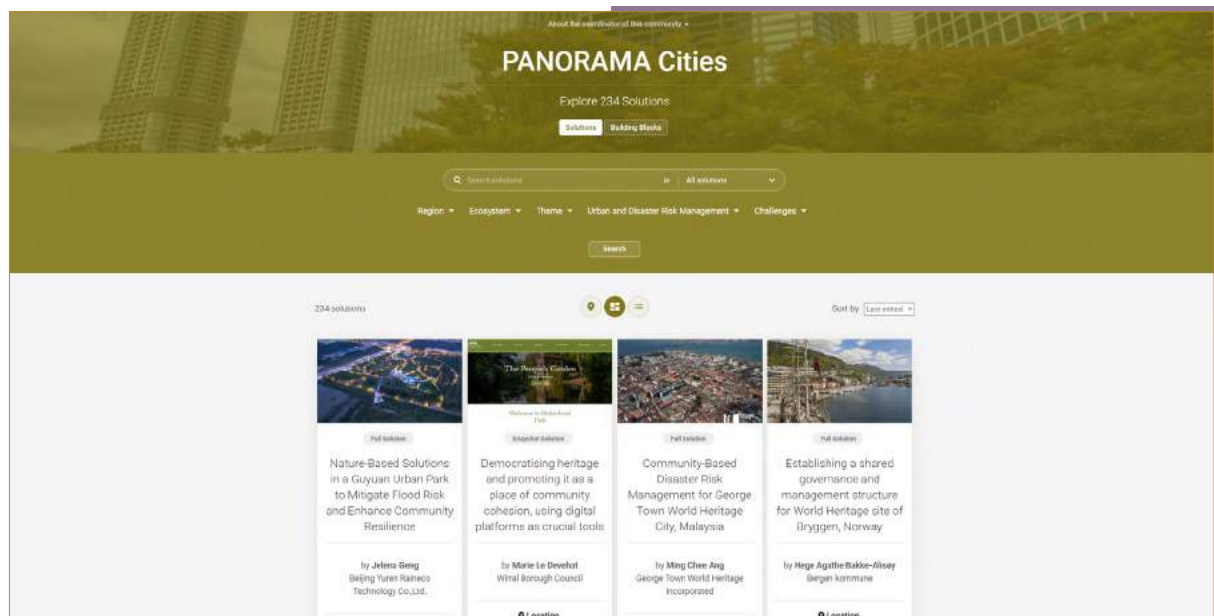 About the coordinator of this community
PANORAMA Cities
Explore 234 Solutions
Solutions
Building Blocks
Search solutions
in
All solutions
Region
Ecosystem
Theme
Urban and Disaster Risk Management
Challenges
Search
234 solutions
Sort by
Last edited
The People's Garden
Welcome to Birkenhead
Park
Full Solution
Nature-Based Solutions
in a Guyuan Urban Park
to Mitigate Flood Risk
and Enhance Community
Resilience
by Jelena Geng
Beijing Yuren Raineco
Technology Co.,Ltd.
Snapshot Solution
Democratising heritage
and promoting it as a
place of community
cohesion, using digital
platforms as crucial tools
by Marie Le Devehat
Wirral Borough Council
Location
Full Solution
Community-Based
Disaster Risk
Management for George
Town World Heritage
City, Malaysia
by Ming Chee Ang
George Town World Heritage
Incorporated
Full Solution
Establishing a shared
governance and
management structure
for World Heritage site of
Bryggen, Norway
by Hege Agathe Bakke-Alisøy
Bergen kommune
Location